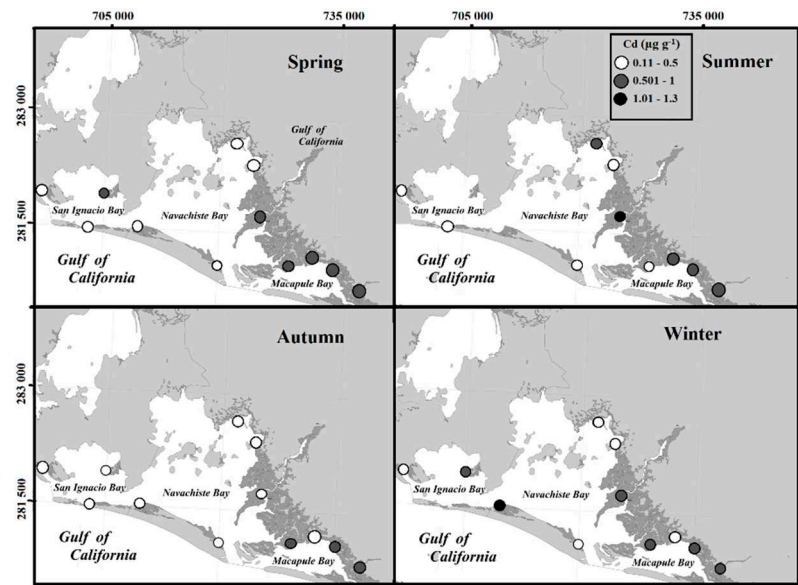 705 000
735 000
705 000
735 000
Spring
Gulf of
California
283 000
San Ignacio Bay
Navachiste Bay
281 500
Gulf of
California
Macapule Bay
Cd (µg g⁻¹)
0.11 - 0.5
0.501 - 1
1.01 - 1.3
Summer
San Ignacio Bay
Navachiste Bay
Gulf of
California
Macapule Bay
Autumn
283 000
San Ignacio Bay
Navachiste Bay
281 500
Gulf of
California
Macapule Bay
Winter
San Ignacio Bay
Navachiste Bay
Gulf of
California
Macapule Bay